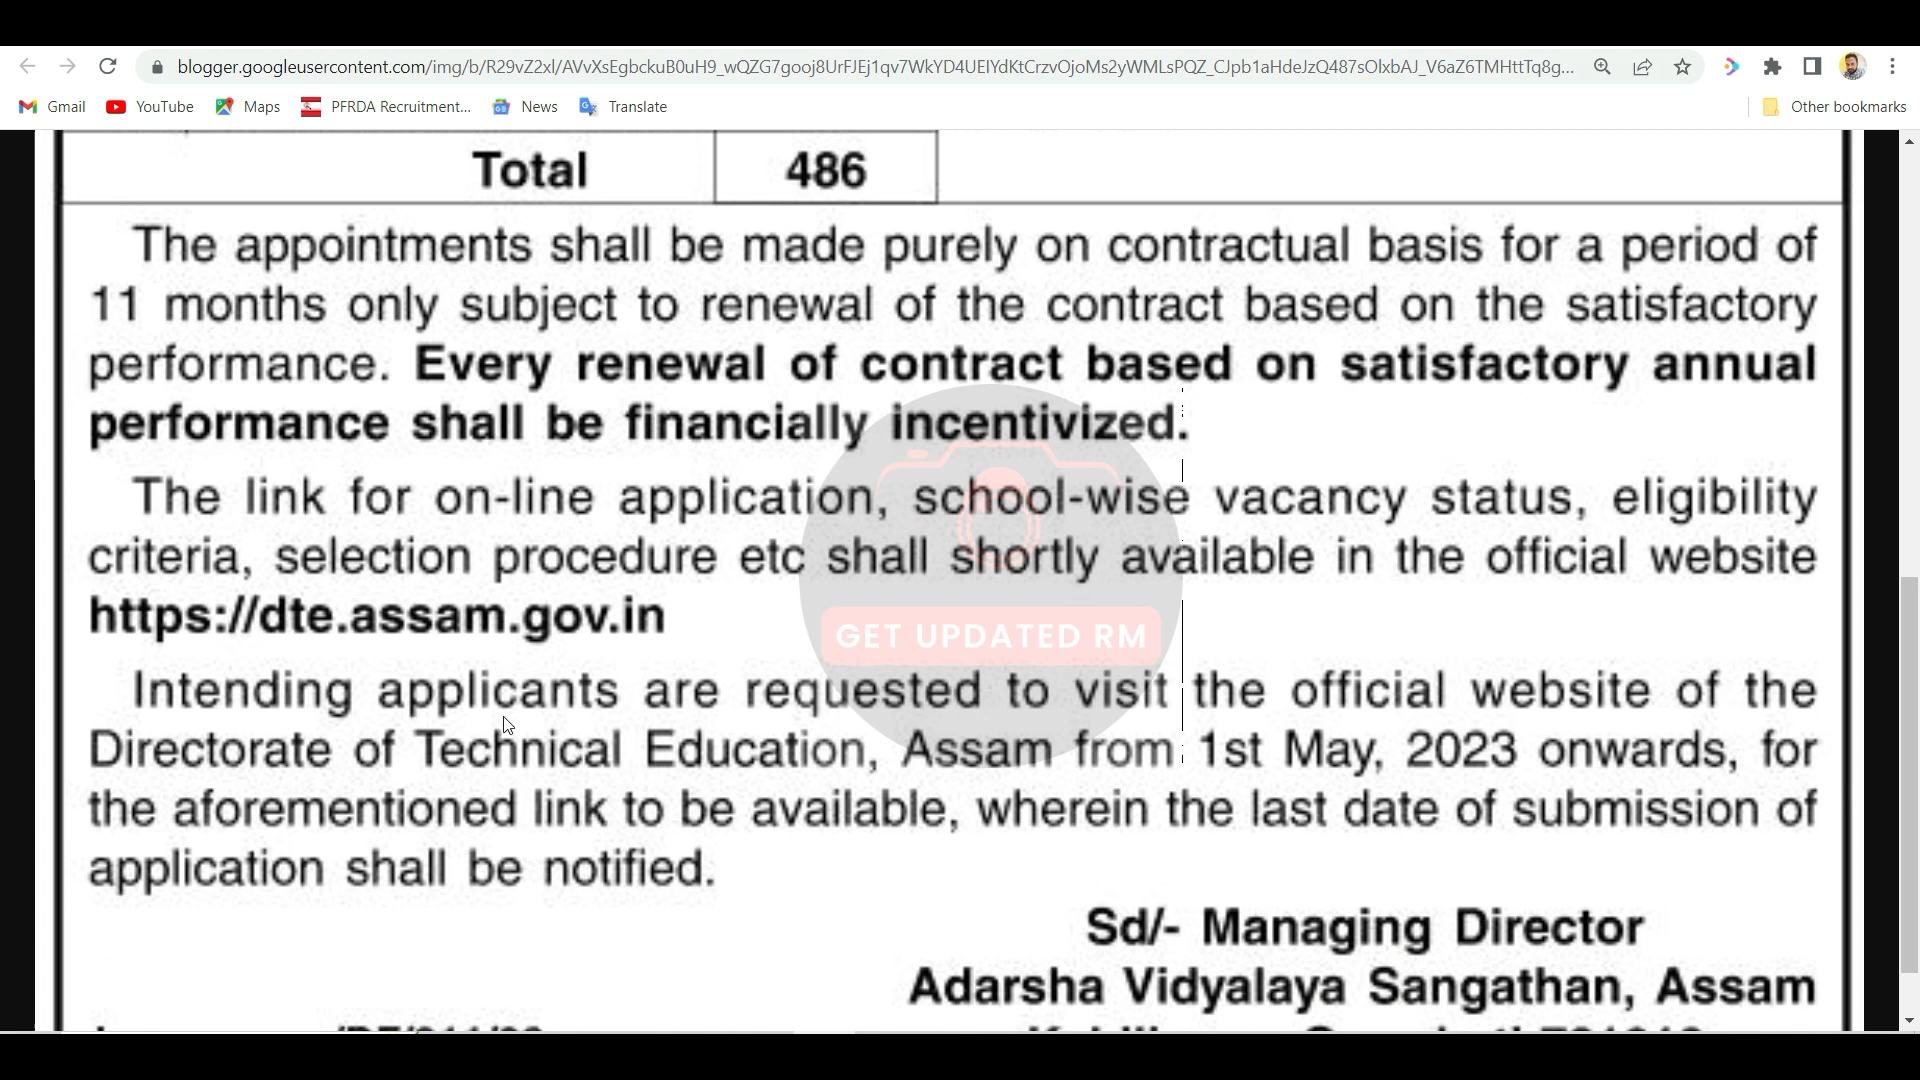 blogger.googleusercontent.com/img/b/R29vZ2xl/AVvXsEgbckuB0uH9_wQZG7gooj8UrFJEj1qv7WkYD4UEIYdKtCrzvOjoMs2yWMLsPQZ_CJpb1aHdeJzQ487sOlxbAJ_V6aZ6TMHttTq8g...
Gmail YouTube Maps PFRDA Recruitment... News Translate Other bookmarks
Total 486
The appointments shall be made purely on contractual basis for a period of
11 months only subject to renewal of the contract based on the satisfactory
performance. Every renewal of contract based on satisfactory annual
performance shall be financially incentivized.
The link for on-line application, school-wise vacancy status, eligibility
criteria, selection procedure etc shall shortly available in the official website
https://dte.assam.gov.in
GET UPDATED RM
Intending applicants are requested to visit the official website of the
Directorate of Technical Education, Assam from 1st May, 2023 onwards, for
the aforementioned link to be available, wherein the last date of submission of
application shall be notified.
Sd/- Managing Director
Adarsha Vidyalaya Sangathan, Assam